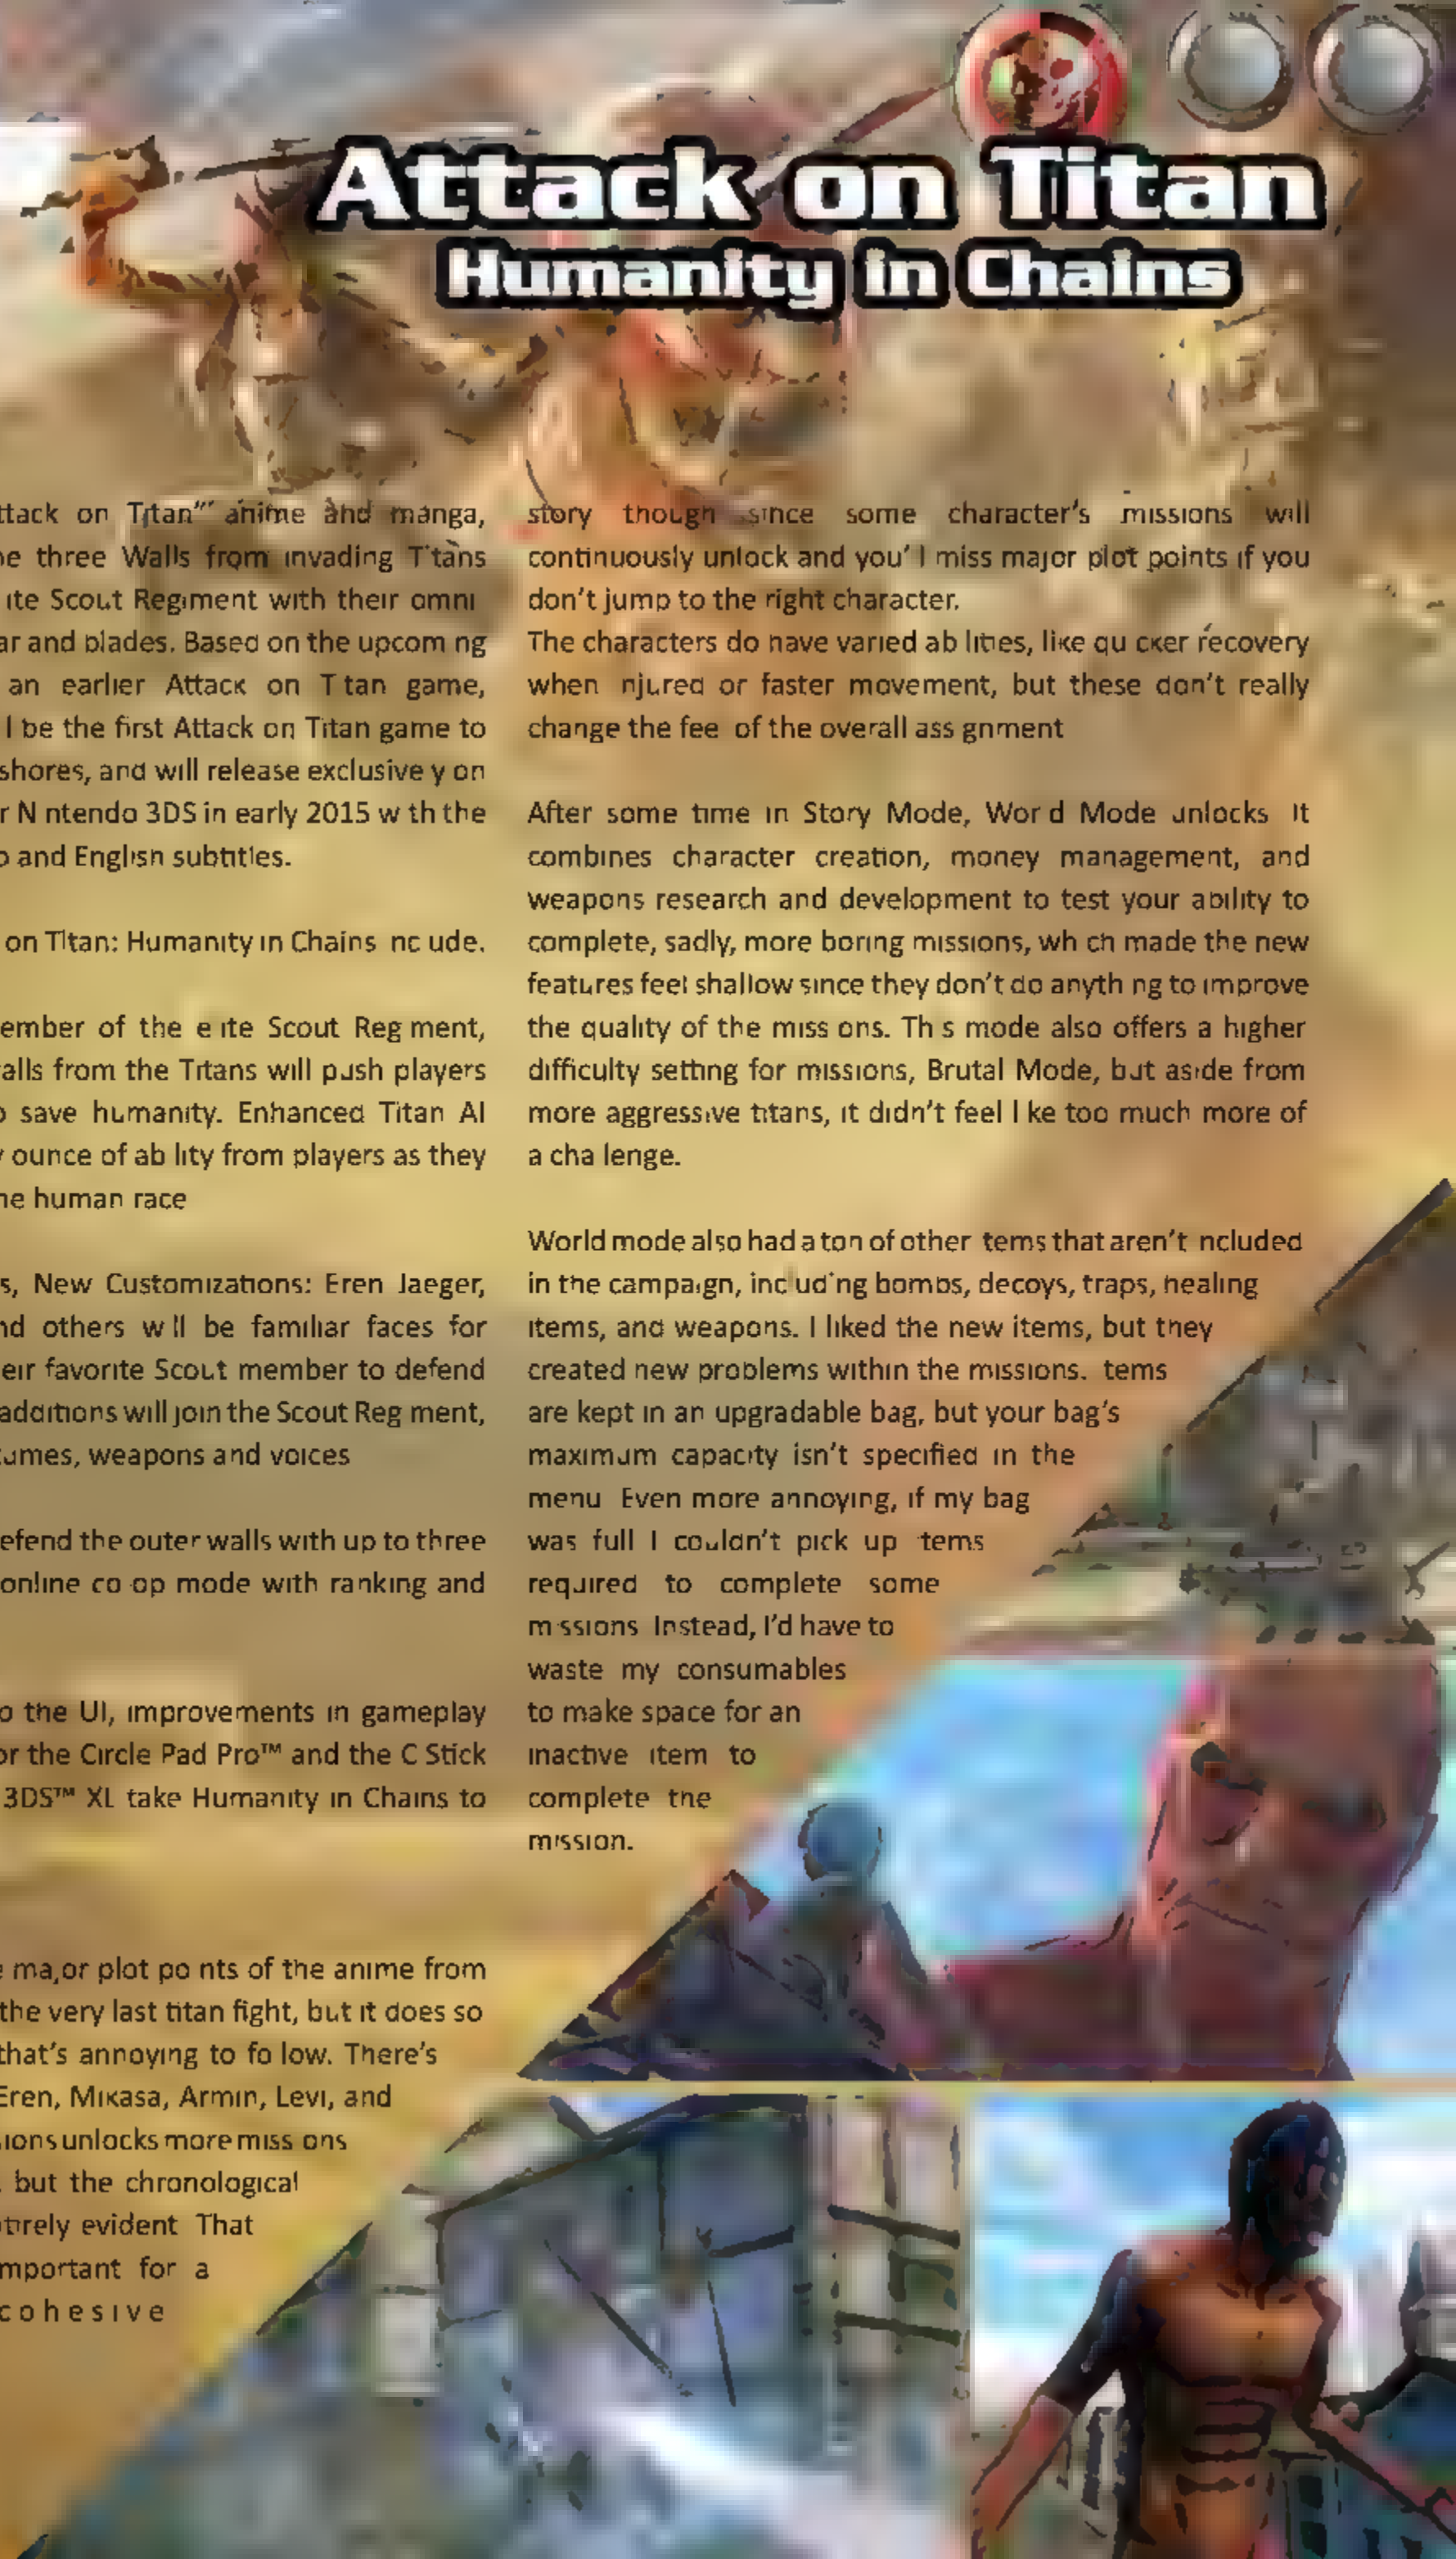 Attack on Titan
Humanity in Chains
ttack on Titan™ anime and manga,
three Walls from invading Titans
Scout Regiment with their omni
and blades. Based on the upcoming
an earlier Attack on Titan game,
be the first Attack on Titan game to
shores, and will release exclusively on
Nintendo 3DS in early 2015 with the
and English subtitles.
on Titan: Humanity in Chains include.
ember of the elite Scout Regiment,
alls from the Titans will push players
save humanity. Enhanced Titan AI
ounce of ability from players as they
human race
New Customizations: Eren Jaeger,
others will be familiar faces for
eir favorite Scout member to defend
additions will join the Scout Regiment,
tumes, weapons and voices
efend the outer walls with up to three
online co op mode with ranking and
the UI, improvements in gameplay
or the Circle Pad Pro™ and the C Stick
3DS™ XL take Humanity in Chains to
major plot points of the anime from
the very last titan fight, but it does so
that's annoying to follow. There's
Eren, Mikasa, Armin, Levi, and
ions unlocks more missions
but the chronological
tirely evident That
mportant for a
cohesive
story though since some character's missions will
continuously unlock and you'll miss major plot points if you
don't jump to the right character.
The characters do have varied abilities, like quicker recovery
when injured or faster movement, but these don't really
change the feel of the overall assignment
After some time in Story Mode, World Mode unlocks It
combines character creation, money management, and
weapons research and development to test your ability to
complete, sadly, more boring missions, which made the new
features feel shallow since they don't do anything to improve
the quality of the missions. This mode also offers a higher
difficulty setting for missions, Brutal Mode, but aside from
more aggressive titans, it didn't feel like too much more of
a challenge.
World mode also had a ton of other items that aren't included
in the campaign, including bombs, decoys, traps, healing
items, and weapons. I liked the new items, but they
created new problems within the missions. Items
are kept in an upgradable bag, but your bag's
maximum capacity isn't specified in the
menu Even more annoying, if my bag
was full I couldn't pick up items
required to complete some
missions Instead, I'd have to
waste my consumables
to make space for an
inactive item to
complete the
mission.